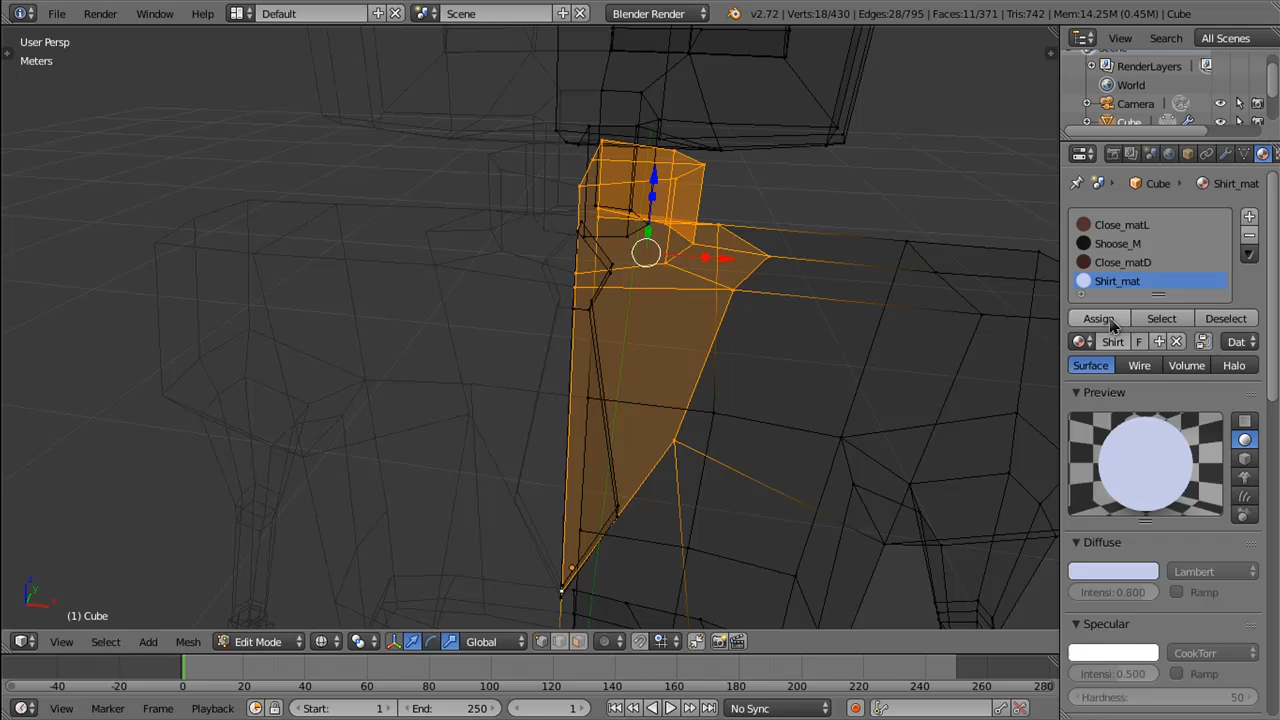 File Render Window Help Default Scene Blender Render v2.72 | Verts:18/430 | Edges:28/795 | Faces:11/371 | Tris:742 | Mem:14.25M (0.45M) | Cube
User Persp
Meters
View Search All Scenes
RenderLayers
World
Camera
Cube
Cube Shirt_mat
Close_matL
Shoose_M
Close_matD
Shirt_mat
Assign Select Deselect
Shirt F Dat
Surface Wire Volume Halo
Preview
Diffuse
Lambert
Intensi: 0.800 Ramp
Specular
CookTorr
Intensi: 0.500 Ramp
Hardness: 50
(1) Cube
View Select Add Mesh Edit Mode Global
-40 -20 0 20 40 60 80 100 120 140 160 180 200 220 240 260 280
View Marker Frame Playback Start: 1 End: 250 1 No Sync